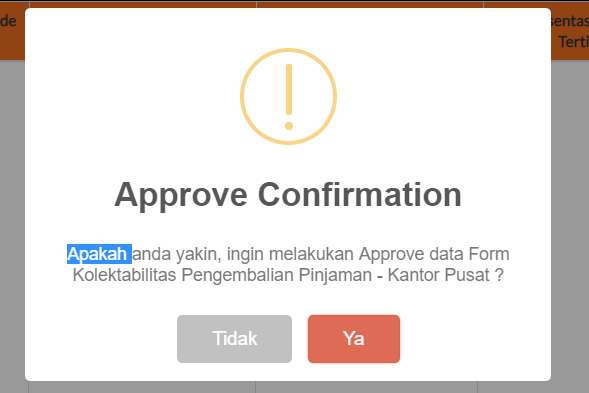 de
sentas
Terti
Approve Confirmation
Apakah anda yakin, ingin melakukan Approve data Form
Kolektabilitas Pengembalian Pinjaman - Kantor Pusat ?
Tidak
Ya